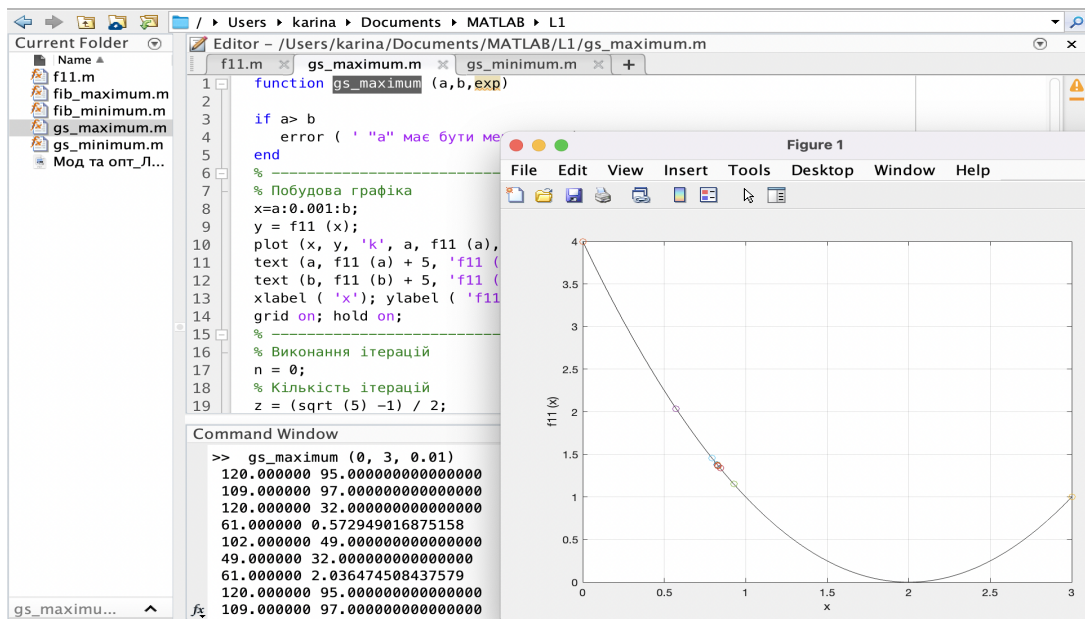 / ▸ Users ▸ karina ▸ Documents ▸ MATLAB ▸ L1
Current Folder
Name
f11.m
fib_maximum.m
fib_minimum.m
gs_maximum.m
gs_minimum.m
Мод та опт_Л...
gs_maximu...
Editor - /Users/karina/Documents/MATLAB/L1/gs_maximum.m
f11.m gs_maximum.m gs_minimum.m +
1 function gs_maximum (a,b,exp)
2
3 if a> b
4 error ( ' "a" має бути
5 end
6 % --------------------------
7 % Побудова графіка
8 x=a:0.001:b;
9 y = f11 (x);
10 plot (x, y, 'k', a, f11 (a),
11 text (a, f11 (a) + 5, 'f11 (
12 text (b, f11 (b) + 5, 'f11 (
13 xlabel ( 'x'); ylabel ( 'f11
14 grid on; hold on;
15 % --------------------------
16 % Виконання ітерацій
17 n = 0;
18 % Кількість ітерацій
19 z = (sqrt (5) -1) / 2;
Command Window
>> gs_maximum (0, 3, 0.01)
120.000000 95.000000000000000
109.000000 97.000000000000000
120.000000 32.000000000000000
61.000000 0.572949016875158
102.000000 49.000000000000000
49.000000 32.000000000000000
61.000000 2.036474508437579
120.000000 95.000000000000000
109.000000 97.000000000000000
fx
Figure 1
File Edit View Insert Tools Desktop Window Help
4
3.5
3
2.5
2
1.5
1
0.5
0
f11 (x)
0 0.5 1 1.5 2 2.5 3
x